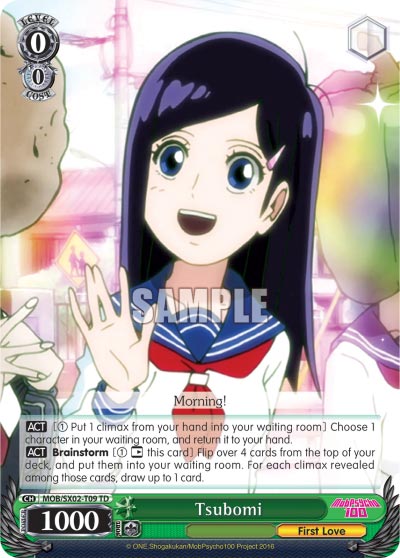 LEVEL
0
0
COST
SAMPLE
Morning!
ACT [① Put 1 climax from your hand into your waiting room] Choose 1
character in your waiting room, and return it to your hand.
ACT Brainstorm [① this card] Flip over 4 cards from the top of your
deck, and put them into your waiting room. For each climax revealed
among those cards, draw up to 1 card.
CH MOB/SX02-T09 TD
Tsubomi
MobPsycho
100
POWER
1000
First Love
© ONE,Shogakukan/MobPsycho100 Project 2016